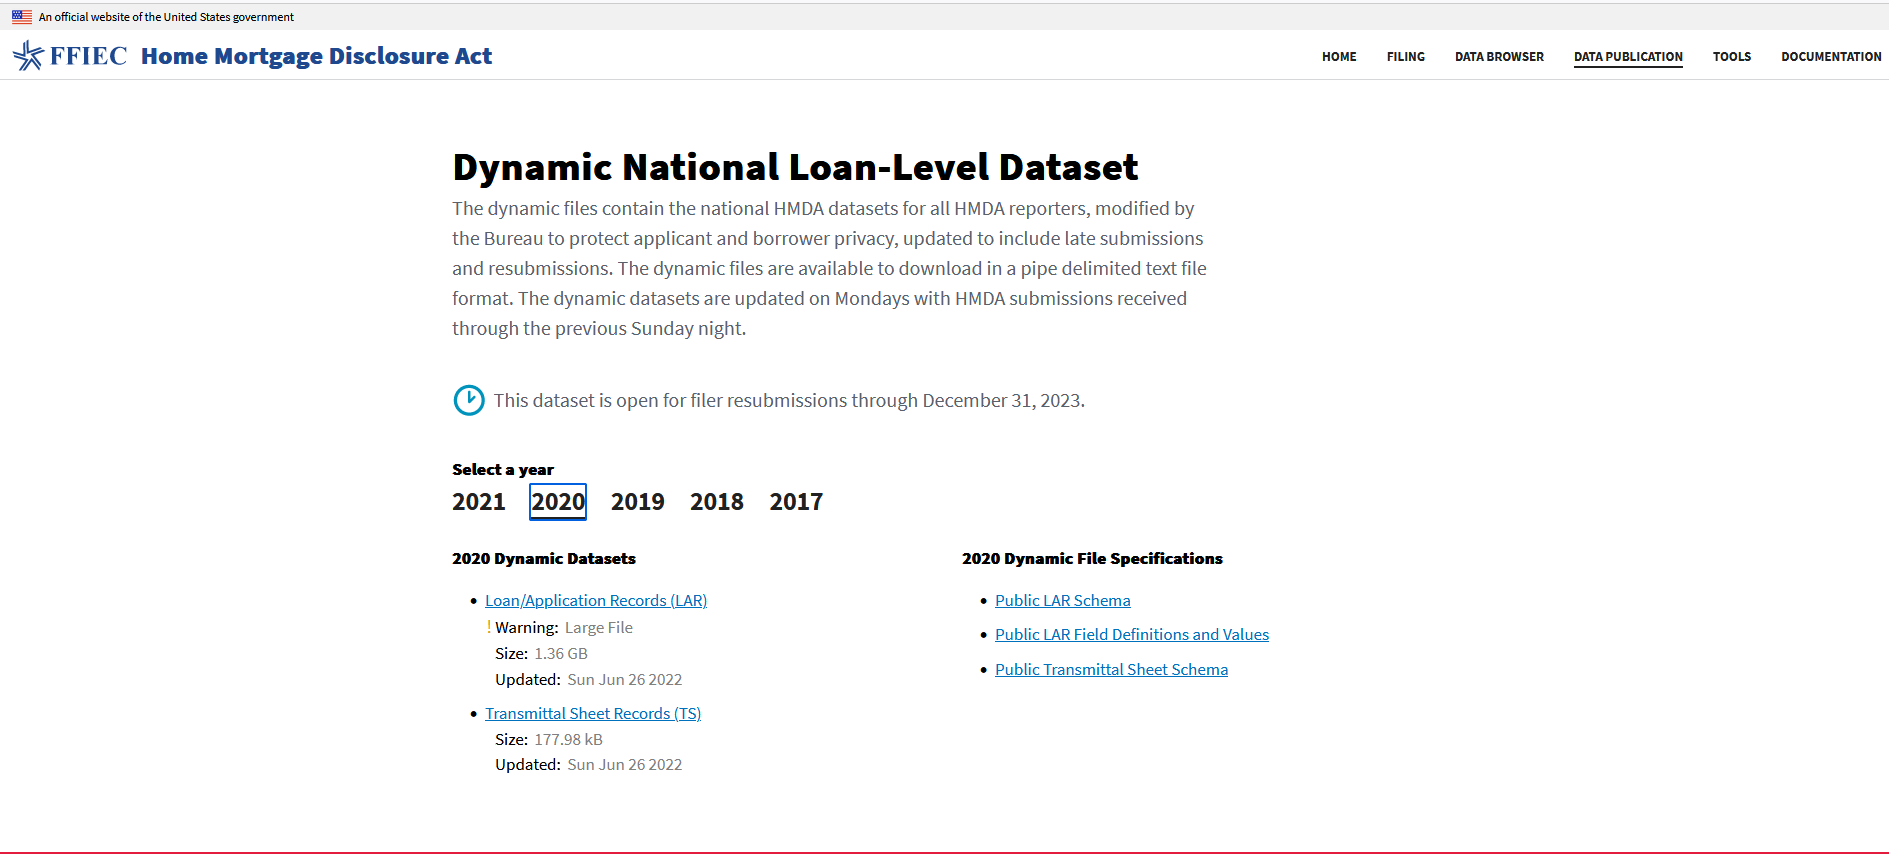 An official website of the United States government
FFIEC Home Mortgage Disclosure Act
HOME FILING DATA BROWSER DATA PUBLICATION TOOLS DOCUMENTATION
Dynamic National Loan-Level Dataset
The dynamic files contain the national HMDA datasets for all HMDA reporters, modified by
the Bureau to protect applicant and borrower privacy, updated to include late submissions
and resubmissions. The dynamic files are available to download in a pipe delimited text file
format. The dynamic datasets are updated on Mondays with HMDA submissions received
through the previous Sunday night.
This dataset is open for filer resubmissions through December 31, 2023.
Select a year
2021 2020 2019 2018 2017
2020 Dynamic Datasets
• Loan/Application Records (LAR)
! Warning: Large File
Size: 1.36 GB
Updated: Sun Jun 26 2022
• Transmittal Sheet Records (TS)
Size: 177.98 kB
Updated: Sun Jun 26 2022
2020 Dynamic File Specifications
• Public LAR Schema
• Public LAR Field Definitions and Values
• Public Transmittal Sheet Schema